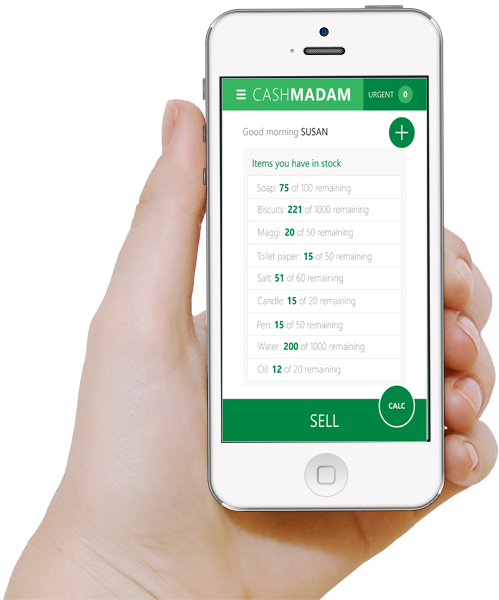 CASHMADAM URGENT 0
Good morning SUSAN
Items you have in stock
Soap: 75 of 100 remaining
Biscuits: 221 of 1000 remaining
Maggi: 20 of 50 remaining
Toilet paper: 15 of 50 remaining
Salt: 51 of 60 remaining
Candle: 15 of 20 remaining
Pen: 15 of 50 remaining
Water: 200 of 1000 remaining
Oil: 12 of 20 remaining
CALC
SELL